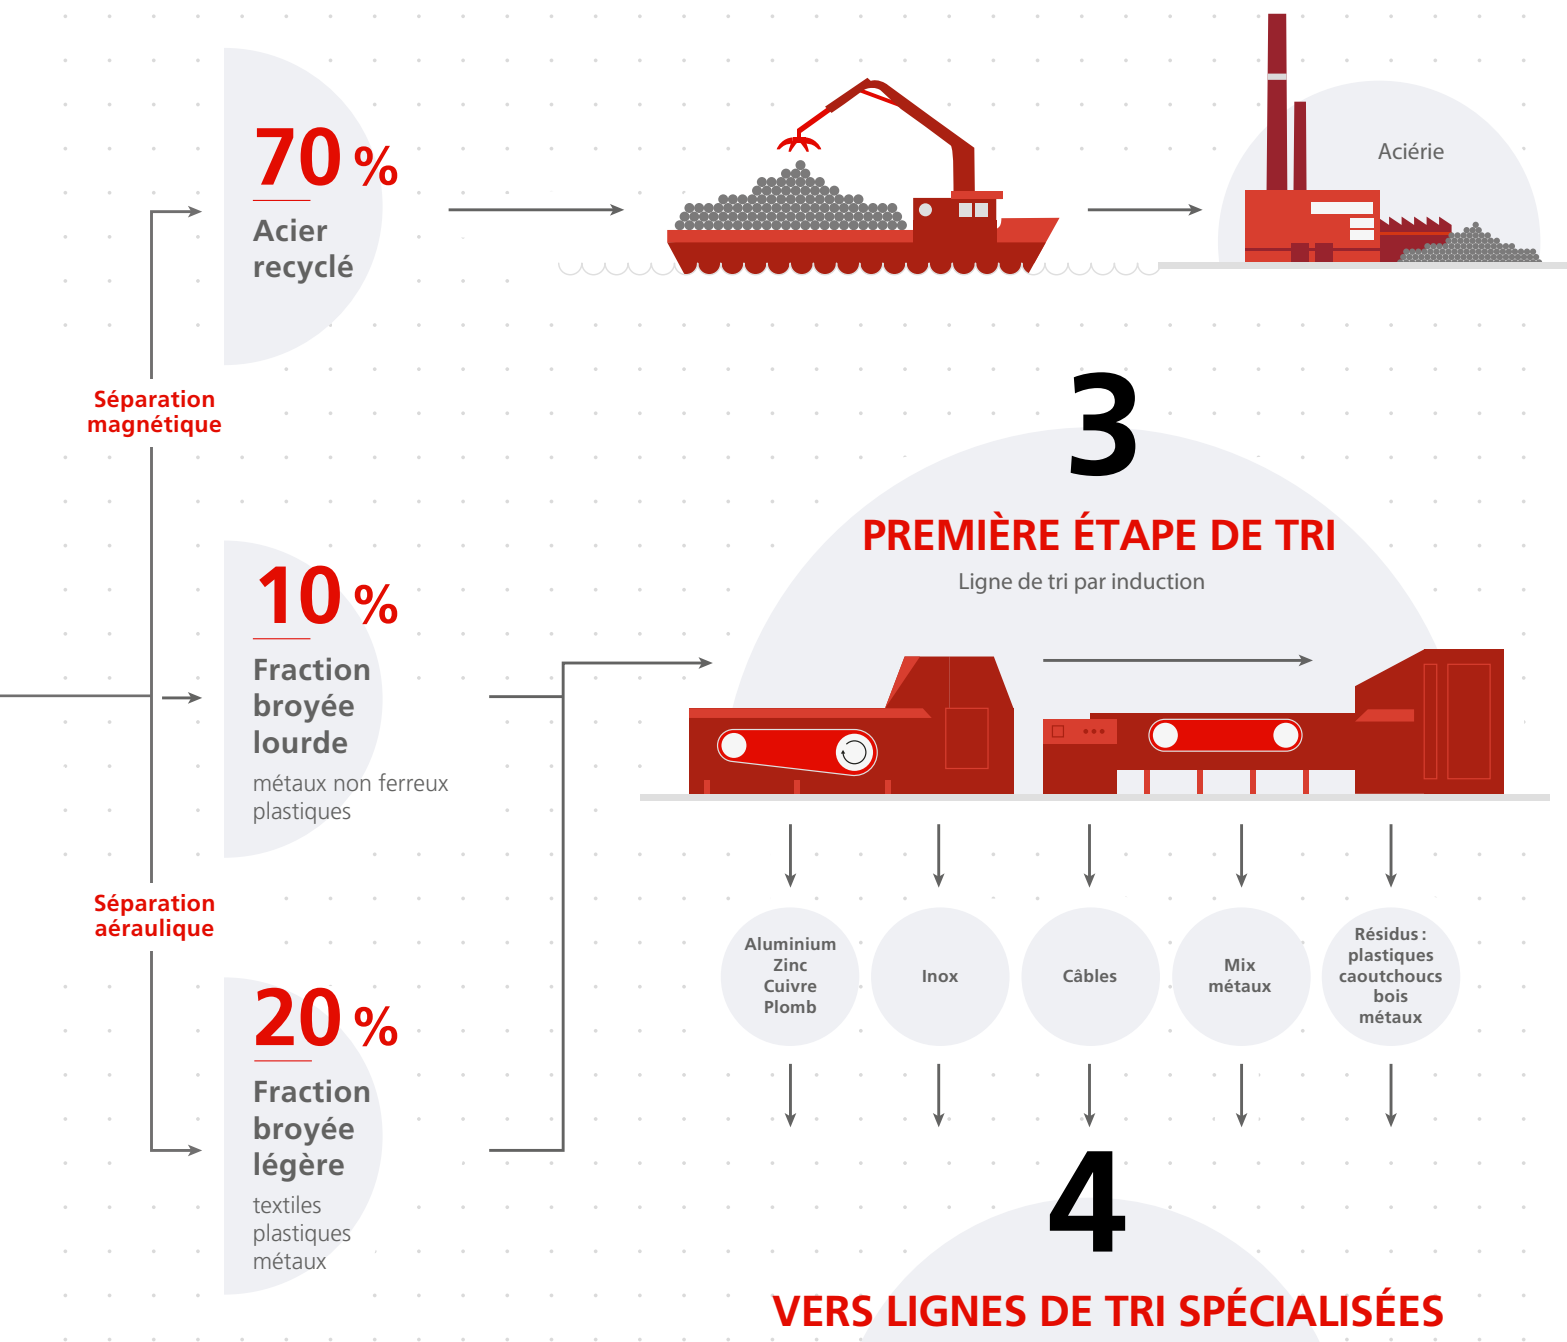 70 %
Acier
recyclé
Aciérie
Séparation
magnétique
3
PREMIÈRE ÉTAPE DE TRI
Ligne de tri par induction
10 %
Fraction
broyée
lourde
métaux non ferreux
plastiques
Séparation
aéraulique
Aluminium
Zinc
Cuivre
Plomb
Inox
Câbles
Mix
métaux
Résidus :
plastiques
caoutchoucs
bois
métaux
20 %
Fraction
broyée
légère
textiles
plastiques
métaux
4
VERS LIGNES DE TRI SPÉCIALISÉES